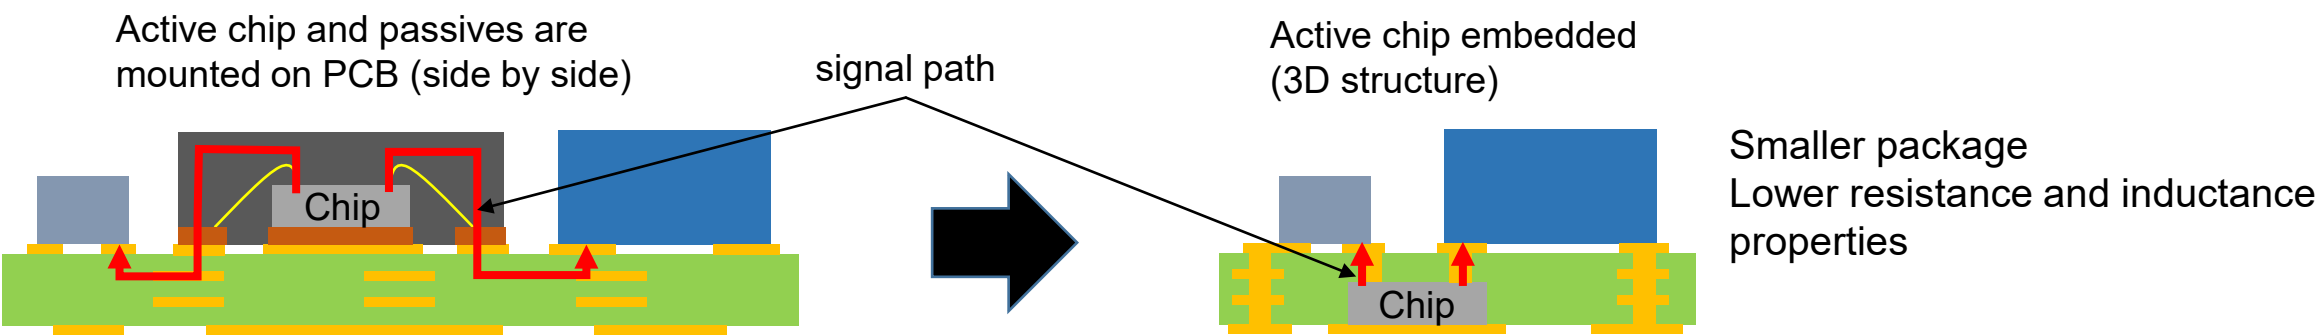 Active chip and passives are
mounted on PCB (side by side)
signal path
Active chip embedded
(3D structure)
Chip
Chip
Smaller package
Lower resistance and inductance
properties